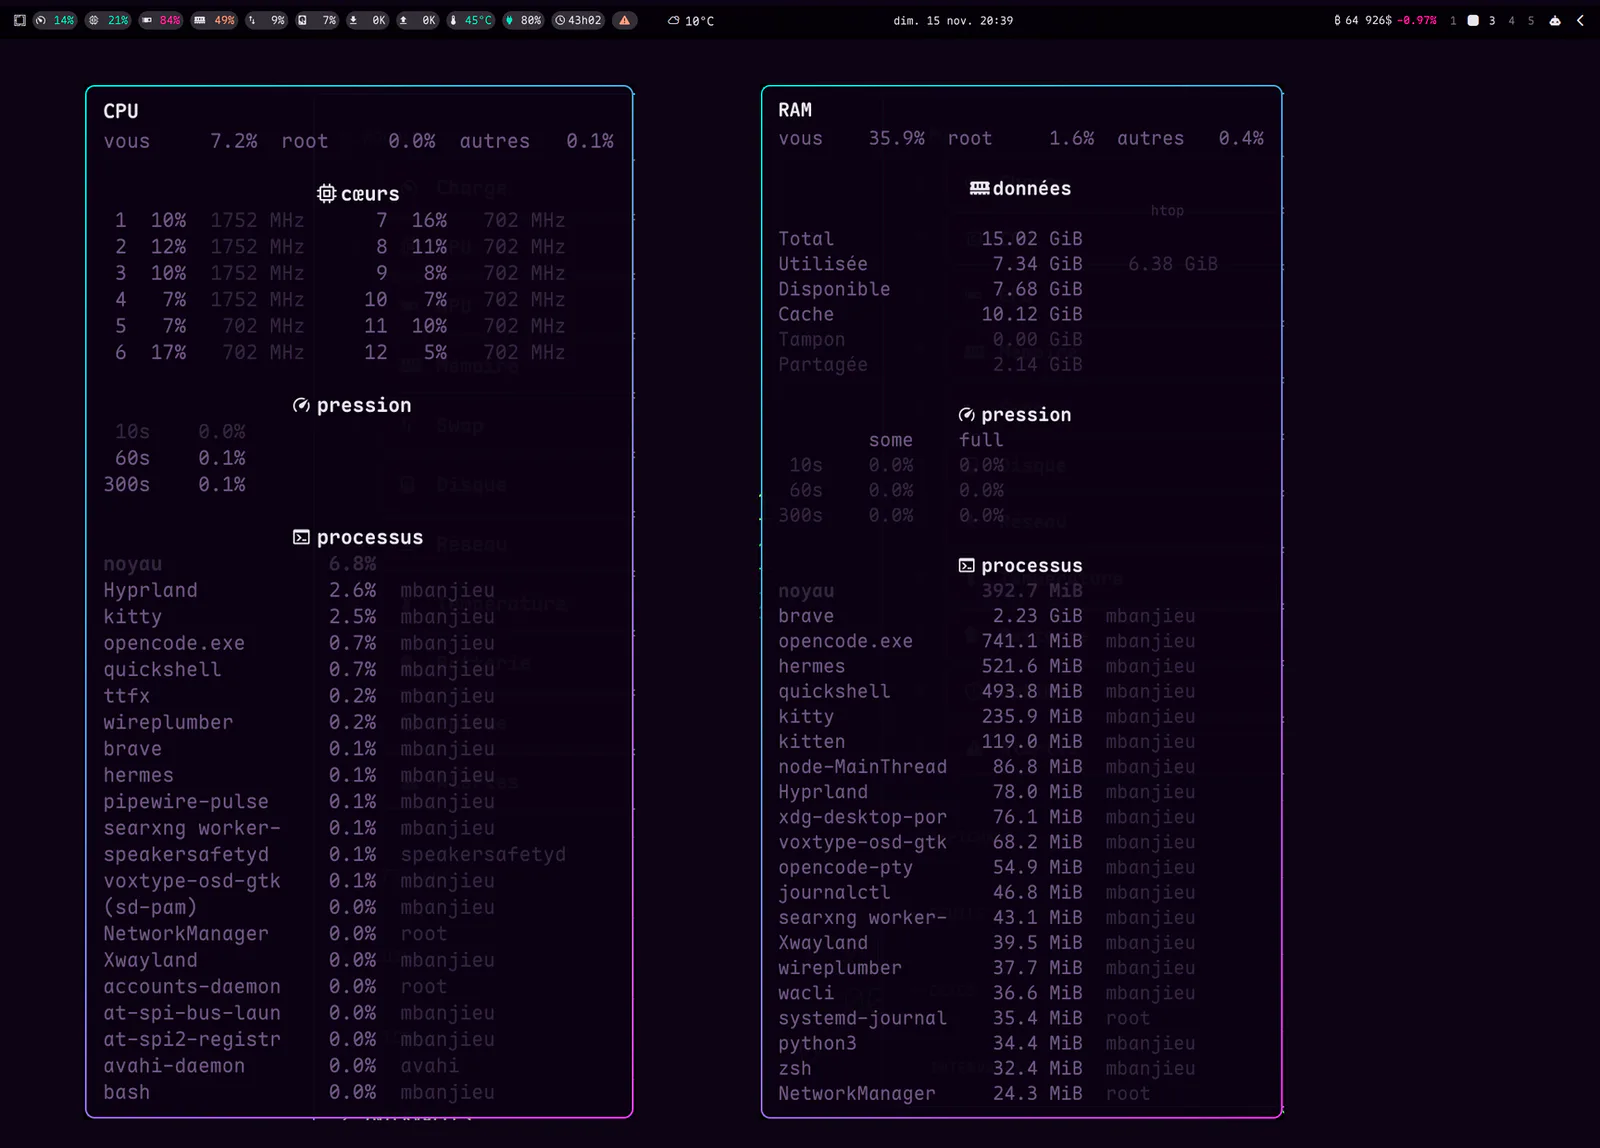 14% 21% 84% 49% 9% 7% 0K 0K 45°C 80% 43h02 10°C dim. 15 nov. 20:39 ₿ 64 926$ -0.97% 1 3 4 5
CPU
vous 7.2% root 0.0% autres 0.1%
cœurs
1 10% 1752 MHz 7 16% 702 MHz
2 12% 1752 MHz 8 11% 702 MHz
3 10% 1752 MHz 9 8% 702 MHz
4 7% 1752 MHz 10 7% 702 MHz
5 7% 702 MHz 11 10% 702 MHz
6 17% 702 MHz 12 5% 702 MHz
pression
10s 0.0%
60s 0.1%
300s 0.1%
processus
noyau 6.8%
Hyprland 2.6% mbanjieu
kitty 2.5% mbanjieu
opencode.exe 0.7% mbanjieu
quickshell 0.7% mbanjieu
ttfx 0.2% mbanjieu
wireplumber 0.2% mbanjieu
brave 0.1% mbanjieu
hermes 0.1% mbanjieu
pipewire-pulse 0.1% mbanjieu
searxng worker- 0.1% mbanjieu
speakersafetyd 0.1% speakersafetyd
voxtype-osd-gtk 0.1% mbanjieu
(sd-pam) 0.0% mbanjieu
NetworkManager 0.0% root
Xwayland 0.0% mbanjieu
accounts-daemon 0.0% root
at-spi-bus-laun 0.0% mbanjieu
at-spi2-registr 0.0% mbanjieu
avahi-daemon 0.0% avahi
bash 0.0% mbanjieu
Charge
Mémoire
Swap
Disque
Réseau
RAM
vous 35.9% root 1.6% autres 0.4%
données
htop
Total 15.02 GiB
Utilisée 7.34 GiB 6.38 GiB
Disponible 7.68 GiB
Cache 10.12 GiB
Tampon 0.00 GiB
Partagée 2.14 GiB
pression
some full
10s 0.0% 0.0%
60s 0.0% 0.0%
300s 0.0% 0.0%
processus
noyau 392.7 MiB
brave 2.23 GiB mbanjieu
opencode.exe 741.1 MiB mbanjieu
hermes 521.6 MiB mbanjieu
quickshell 493.8 MiB mbanjieu
kitty 235.9 MiB mbanjieu
kitten 119.0 MiB mbanjieu
node-MainThread 86.8 MiB mbanjieu
Hyprland 78.0 MiB mbanjieu
xdg-desktop-por 76.1 MiB mbanjieu
voxtype-osd-gtk 68.2 MiB mbanjieu
opencode-pty 54.9 MiB mbanjieu
journalctl 46.8 MiB mbanjieu
searxng worker- 43.1 MiB mbanjieu
Xwayland 39.5 MiB mbanjieu
wireplumber 37.7 MiB mbanjieu
wacli 36.6 MiB mbanjieu
systemd-journal 35.4 MiB root
python3 34.4 MiB mbanjieu
zsh 32.4 MiB mbanjieu
NetworkManager 24.3 MiB root